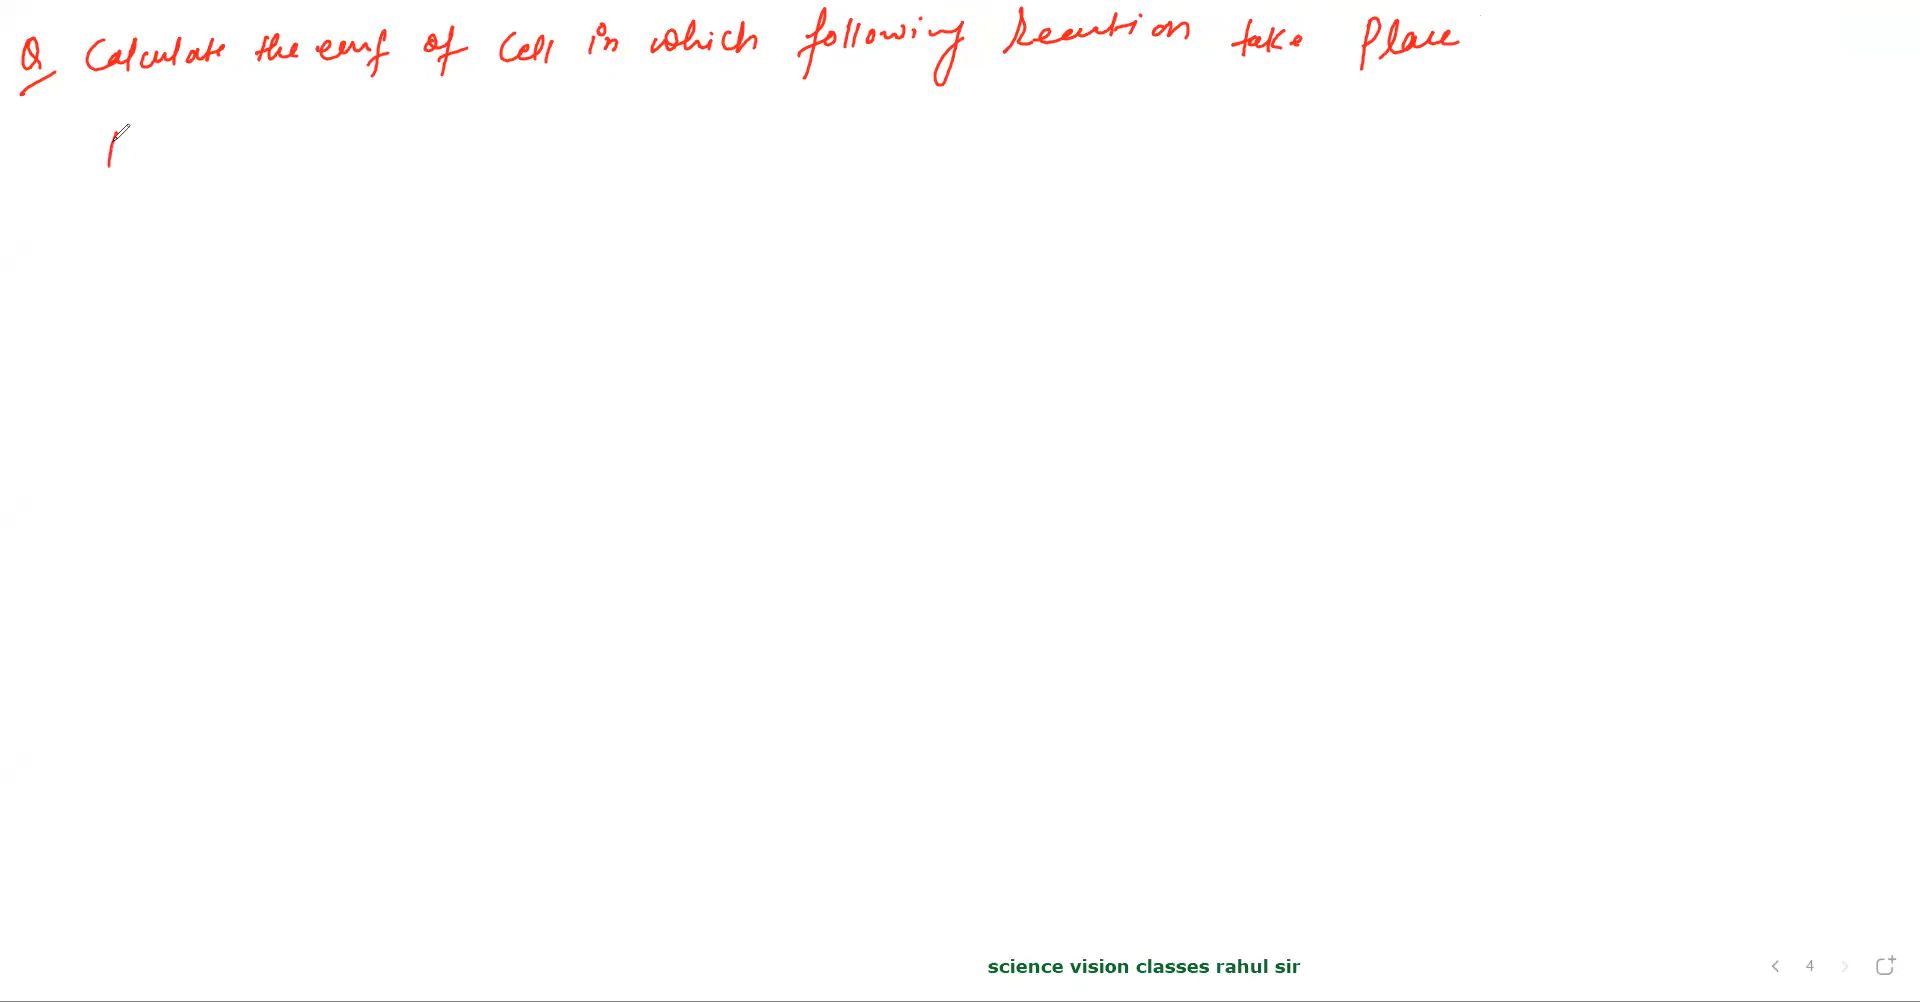 Q Calculate the emf of Cell in which following reaction take Place
science vision classes rahul sir
4